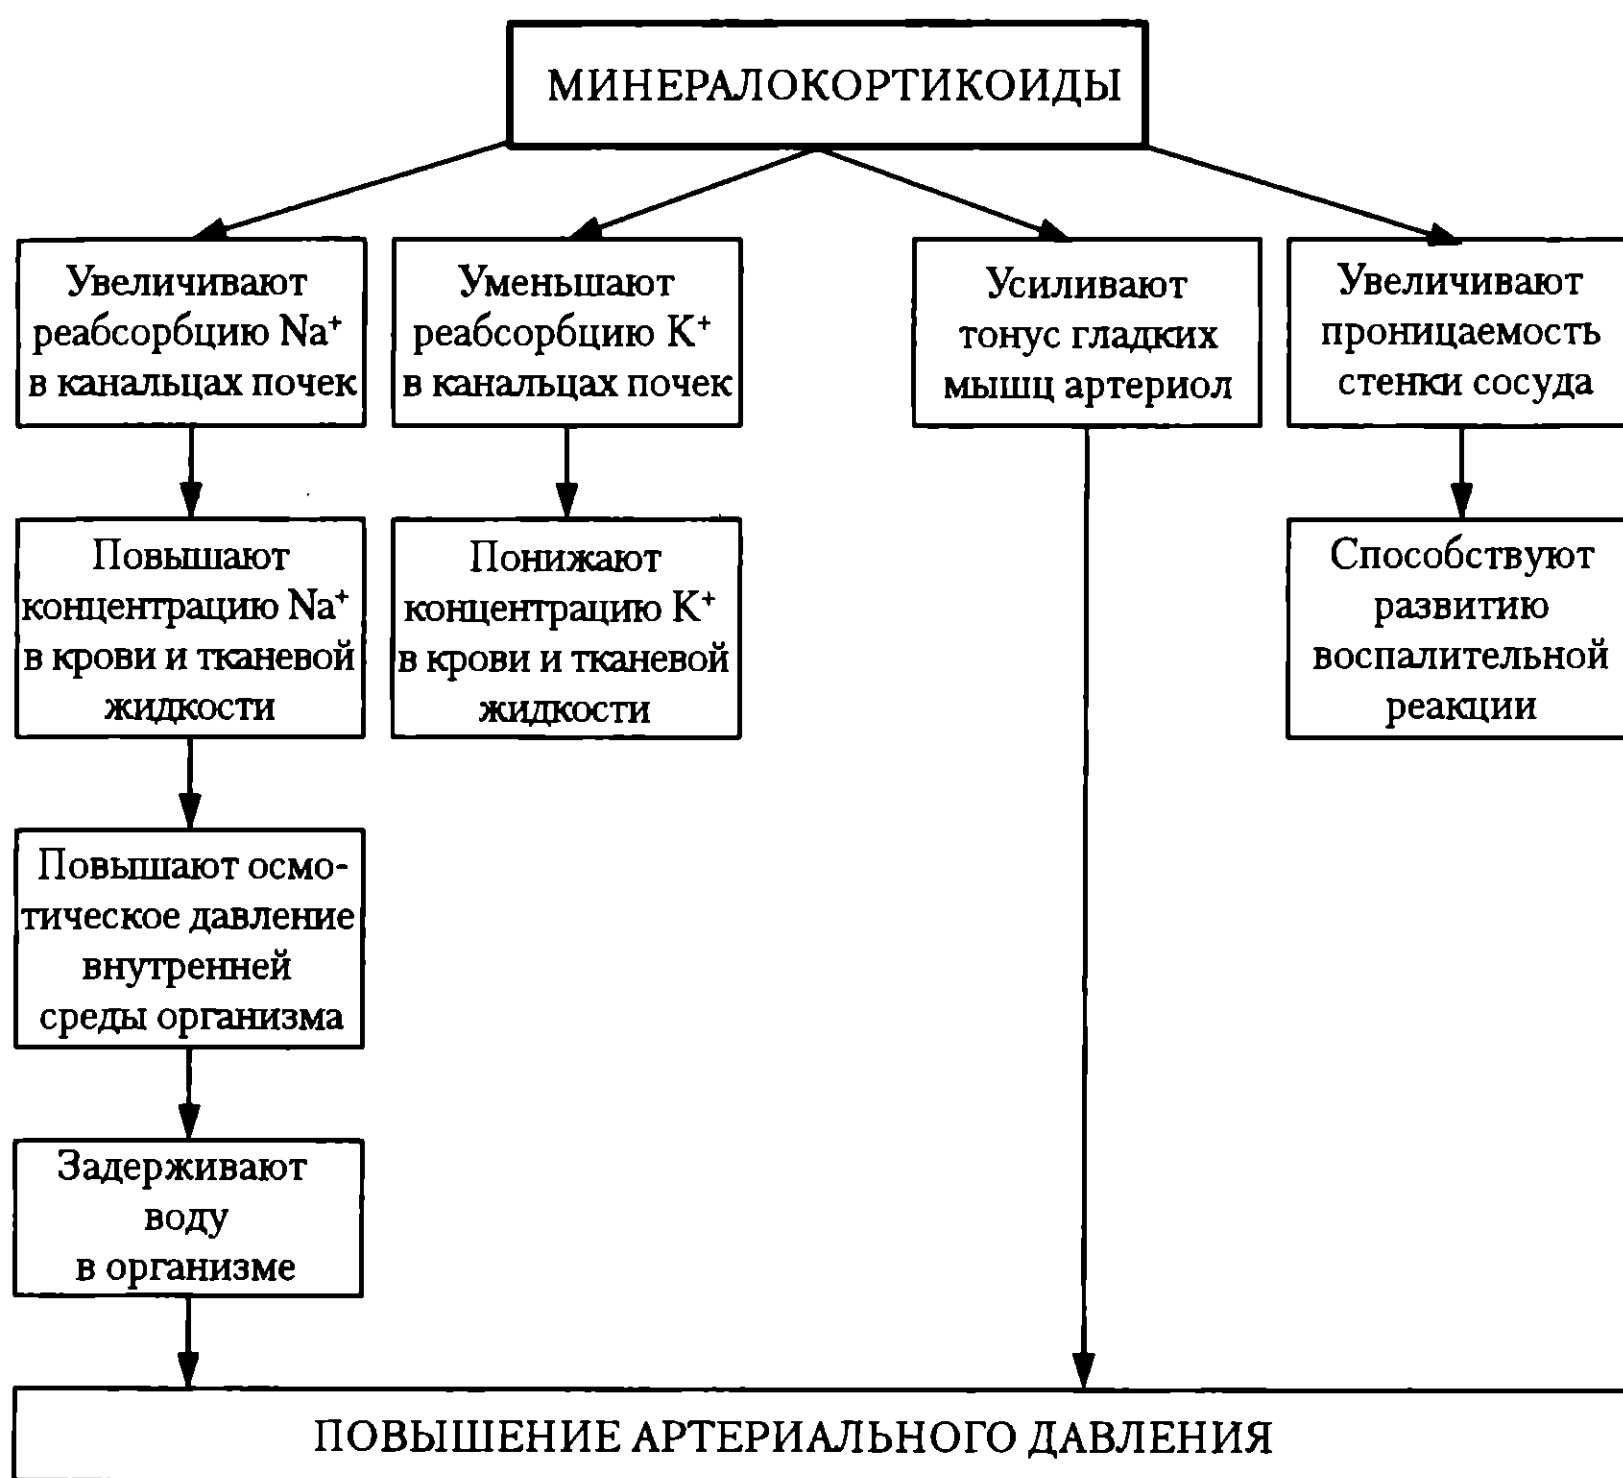 МИНЕРАЛОКОРТИКОИДЫ
Увеличивают
реабсорбцию Na⁺
в канальцах почек
Уменьшают
реабсорбцию K⁺
в канальцах почек
Усиливают
тонус гладких
мышц артериол
Увеличивают
проницаемость
стенки сосуда
Повышают
концентрацию Na⁺
в крови и тканевой
жидкости
Понижают
концентрацию K⁺
в крови и тканевой
жидкости
Способствуют
развитию
воспалительной
реакции
Повышают осмо-
тическое давление
внутренней
среды организма
Задерживают
воду
в организме
ПОВЫШЕНИЕ АРТЕРИАЛЬНОГО ДАВЛЕНИЯ